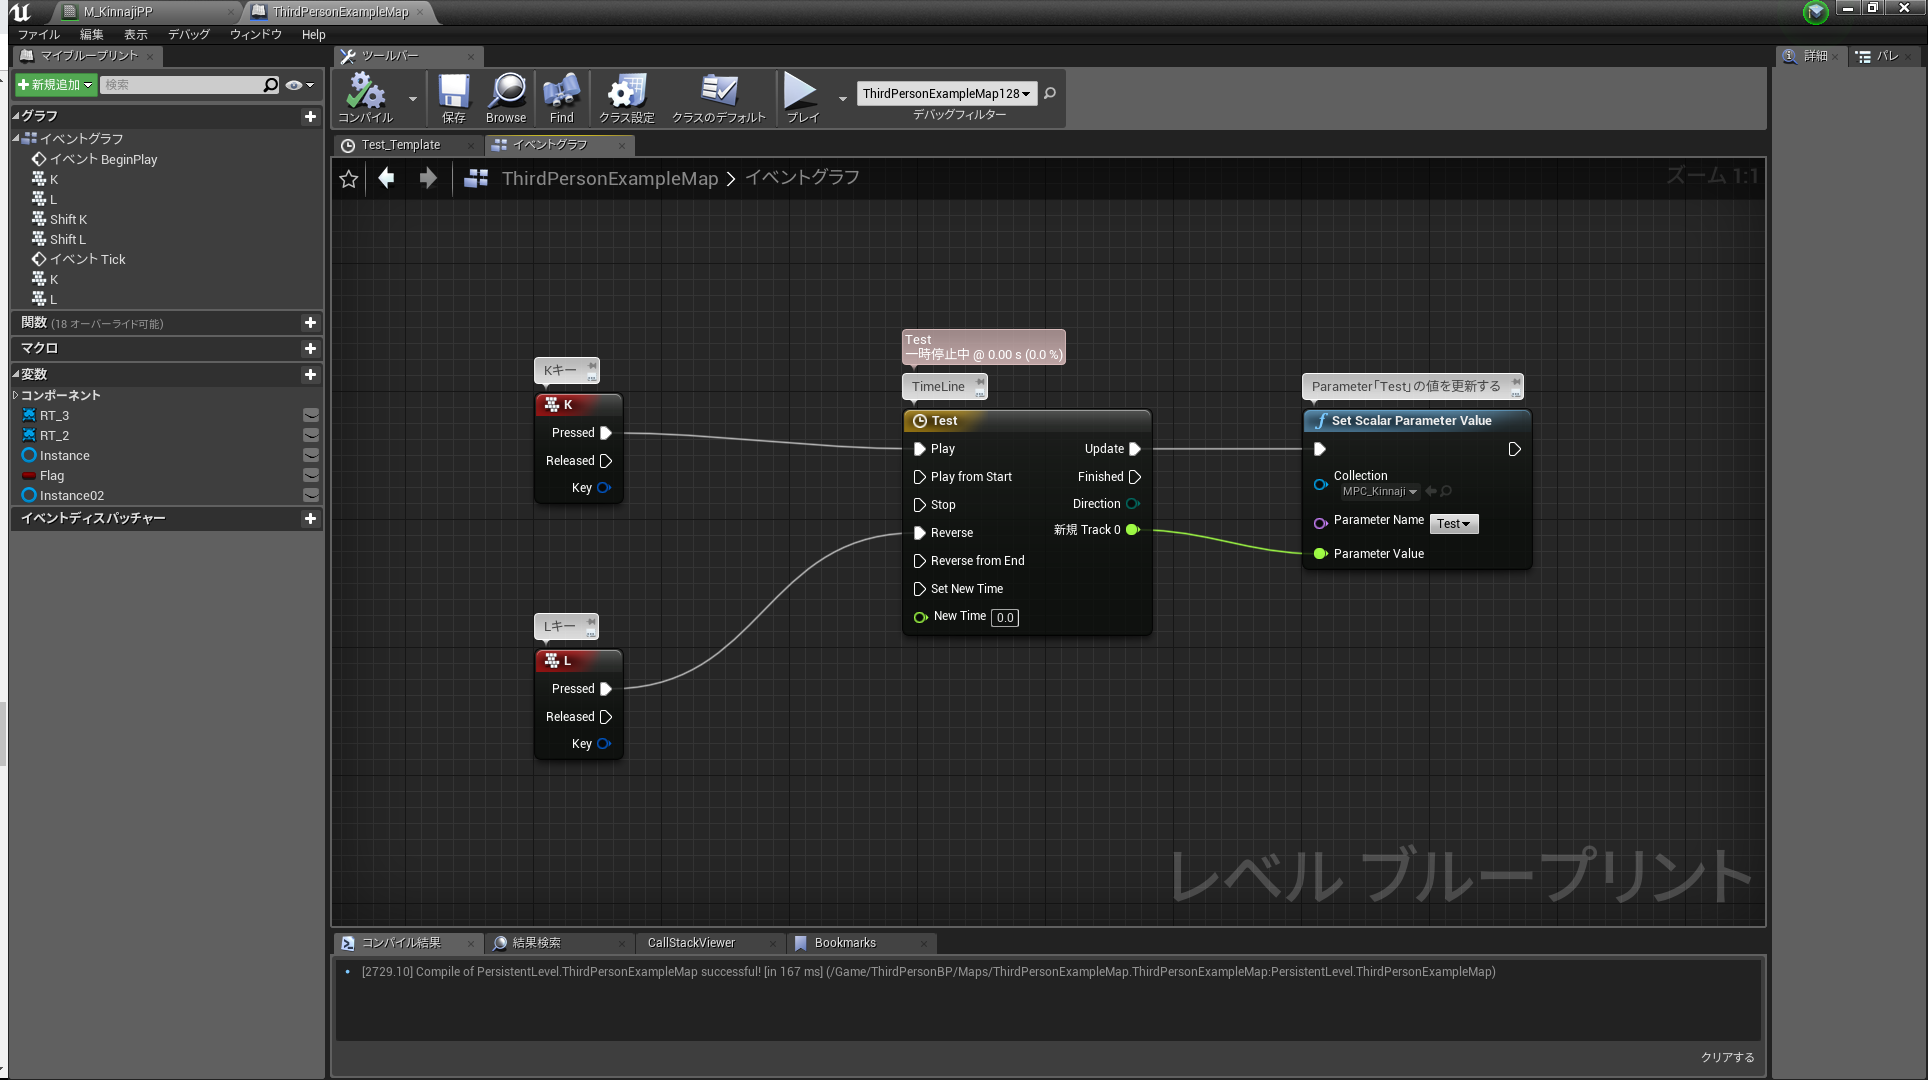 M_KinnajiPP
ThirdPersonExampleMap
ファイル 編集 表示 デバッグ ウィンドウ Help
マイブループリント
ツールバー
詳細
パレ
新規追加
検索
コンパイル
保存
Browse
Find
クラス設定
クラスのデフォルト
プレイ
ThirdPersonExampleMap128
デバッグフィルター
グラフ
イベントグラフ
イベント BeginPlay
K
L
Shift K
Shift L
イベント Tick
K
L
関数 (18 オーバーライド可能)
マクロ
変数
コンポーネント
RT_3
RT_2
Instance
Flag
Instance02
イベントディスパッチャー
Test_Template
イベントグラフ
ThirdPersonExampleMap > イベントグラフ
ズーム 1:1
Kキー
K
Pressed
Released
Key
Lキー
L
Pressed
Released
Key
Test
一時停止中 @ 0.00 s (0.0 %)
TimeLine
Test
Play
Update
Play from Start
Finished
Stop
Direction
Reverse
新規 Track 0
Reverse from End
Set New Time
New Time 0.0
Parameter「Test」の値を更新する
Set Scalar Parameter Value
Collection
MPC_Kinnaji
Parameter Name Test
Parameter Value
レベル ブループリント
コンパイル結果
結果検索
CallStackViewer
Bookmarks
[2729.10] Compile of PersistentLevel.ThirdPersonExampleMap successful! [in 167 ms] (/Game/ThirdPersonBP/Maps/ThirdPersonExampleMap.ThirdPersonExampleMap:PersistentLevel.ThirdPersonExampleMap)
クリアする